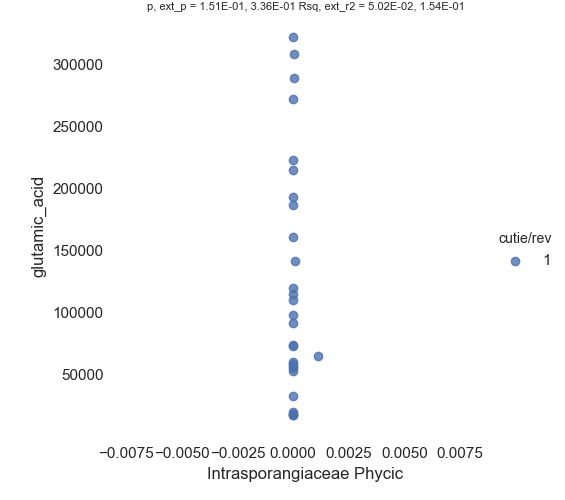 p, ext_p = 1.51E-01, 3.36E-01 Rsq, ext_r2 = 5.02E-02, 1.54E-01
300000
250000
200000
150000
100000
50000
glutamic_acid
cutie/rev
1
−0.0075 −0.0050 −0.0025 0.0000 0.0025 0.0050 0.0075
Intrasporangiaceae Phycic